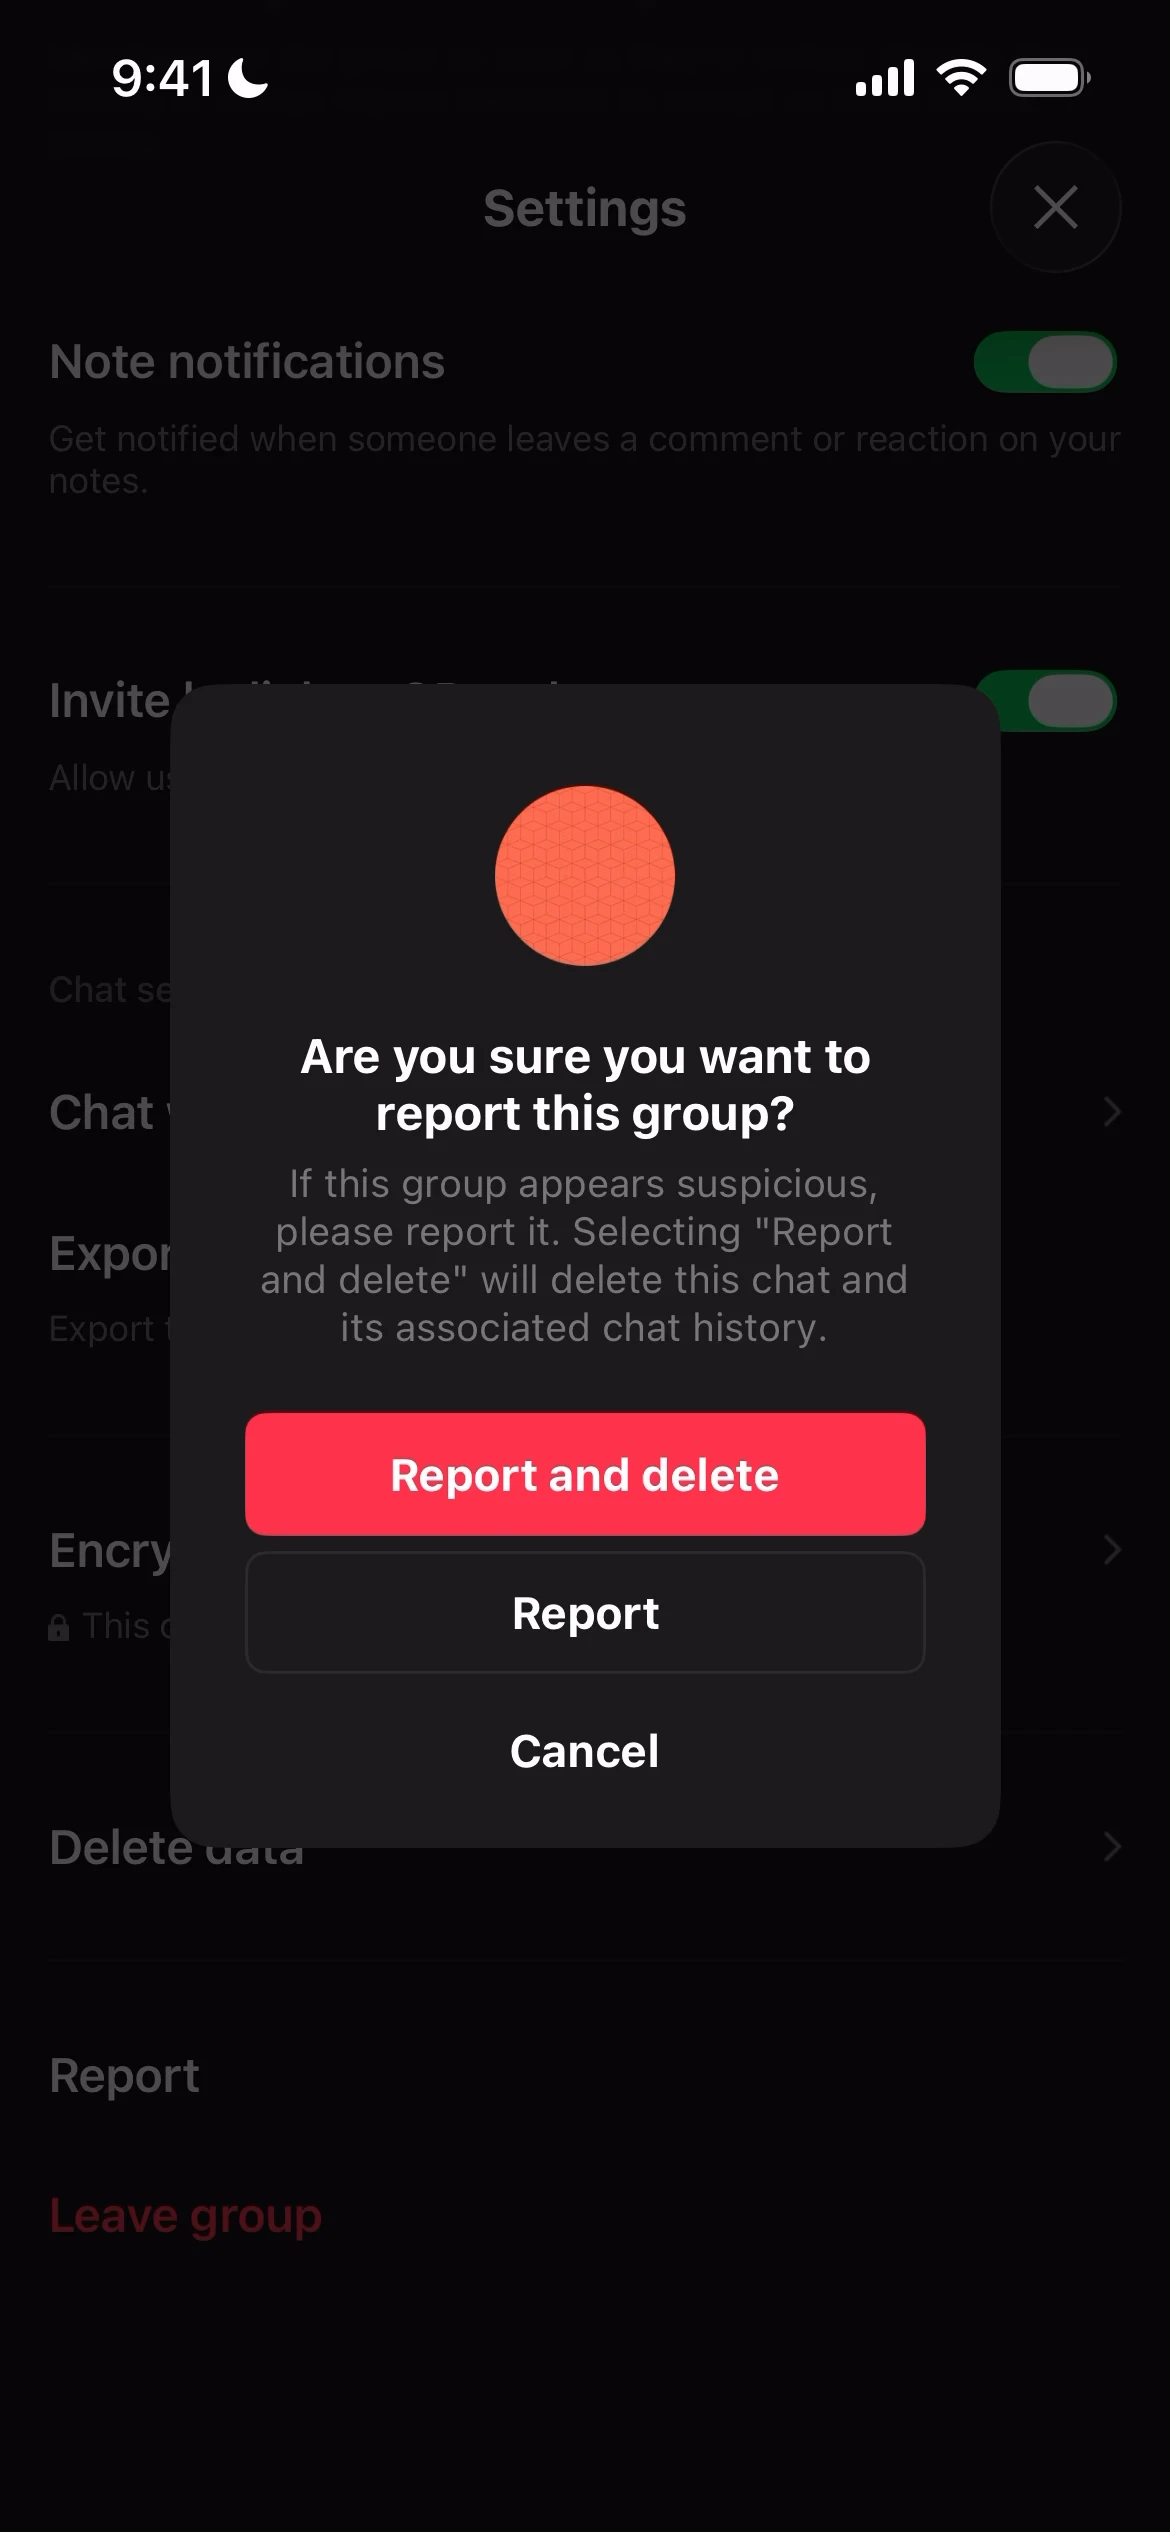 9:41
Settings
Note notifications
Get notified when someone leaves a comment or reaction on your
notes.
Invite
Allow
Are you sure you want to
report this group?
If this group appears suspicious,
please report it. Selecting "Report
and delete" will delete this chat and
its associated chat history.
Chat
Chat
Export
Report and delete
This
Report
Cancel
Delete data
Report
Leave group